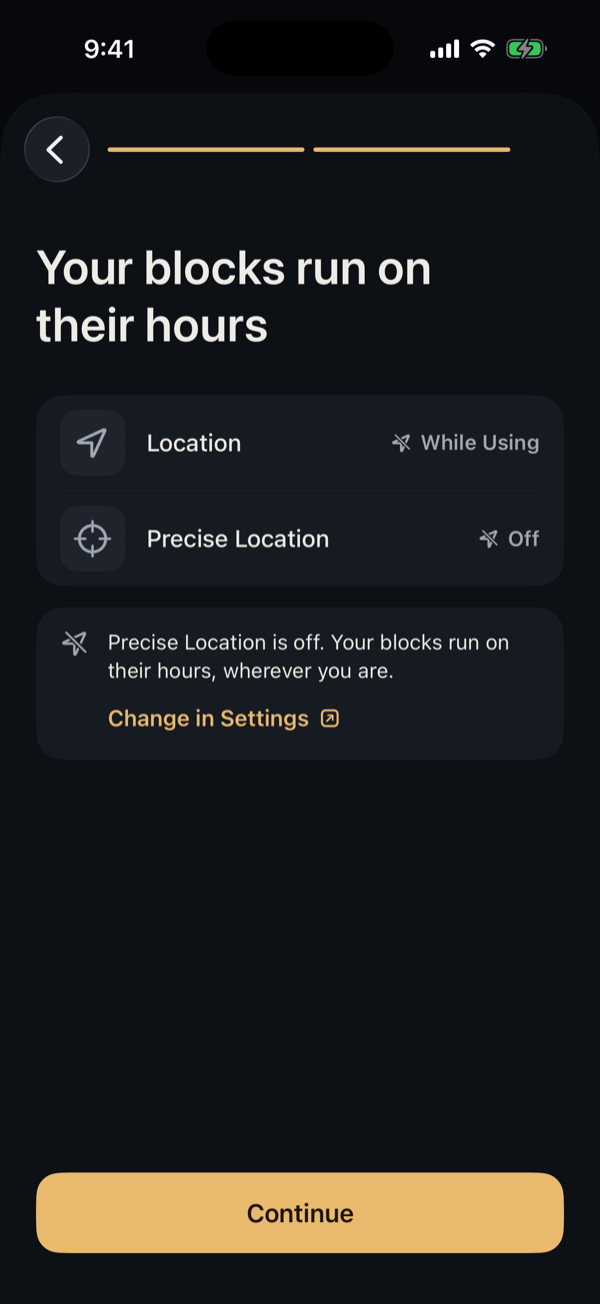 9:41
Your blocks run on
their hours
Location
While Using
Precise Location
Off
Precise Location is off. Your blocks run on
their hours, wherever you are.
Change in Settings
Continue